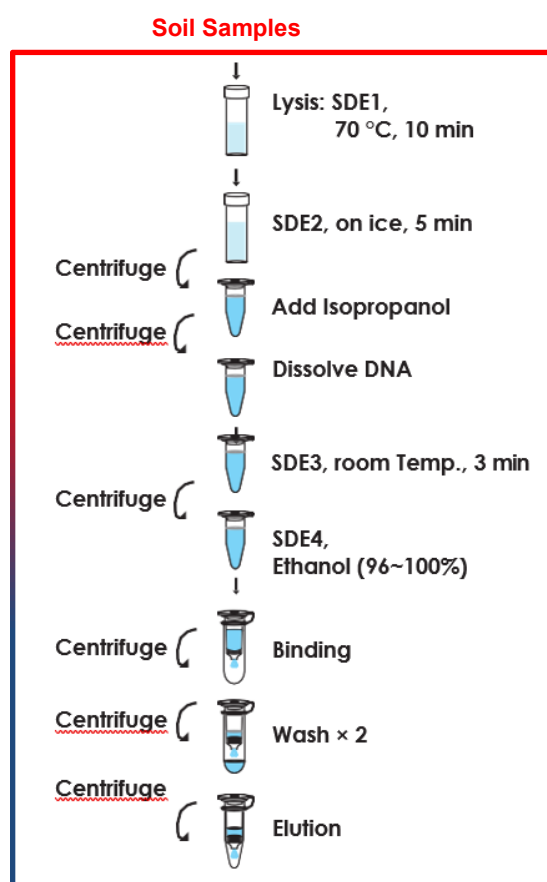 Soil Samples
Lysis: SDE1,
70 °C, 10 min
SDE2, on ice, 5 min
Centrifuge
Add Isopropanol
Centrifuge
Dissolve DNA
SDE3, room Temp., 3 min
Centrifuge
SDE4,
Ethanol (96~100%)
Centrifuge
Binding
Centrifuge
Wash × 2
Centrifuge
Elution